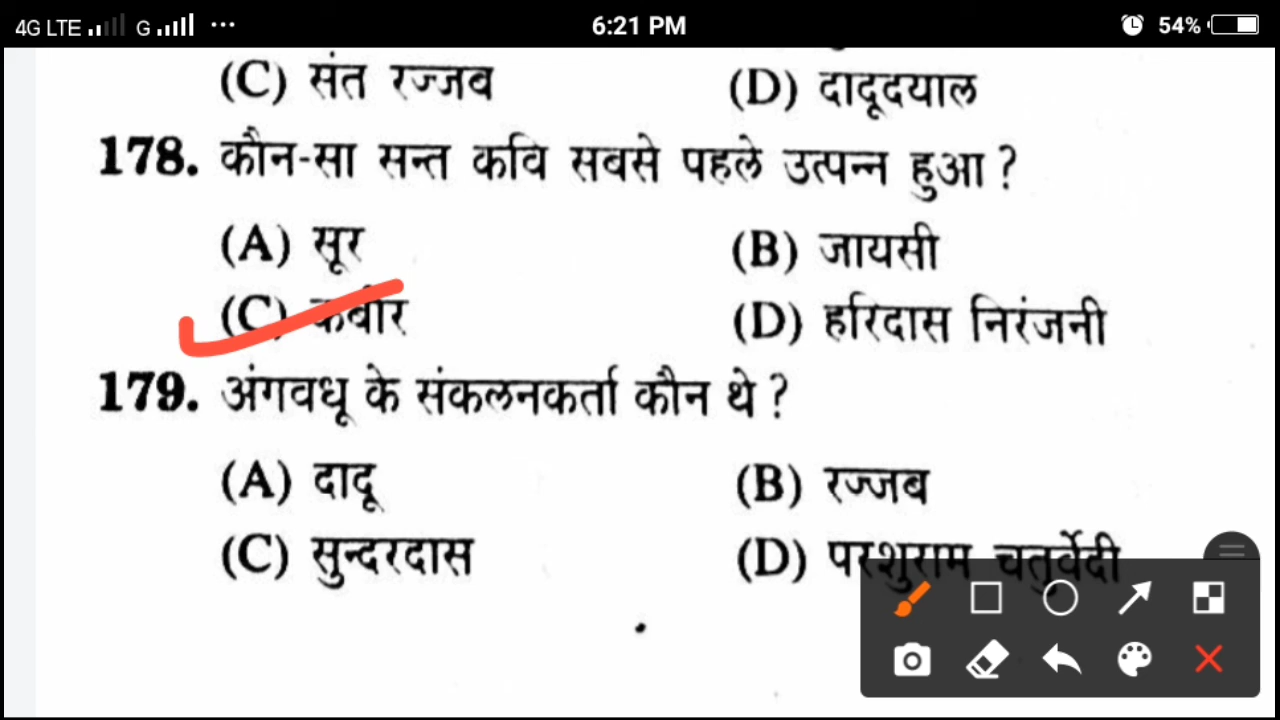 4G LTE G ... 6:21 PM 54%
(C) संत रज्जब (D) दादूदयाल
178. कौन-सा सन्त कवि सबसे पहले उत्पन्न हुआ ?
(A) सूर (B) जायसी
(C) कबीर (D) हरिदास निरंजनी
179. अंगवधू के संकलनकर्ता कौन थे ?
(A) दादू (B) रज्जब
(C) सुन्दरदास (D) परशुराम चतुर्वेदी